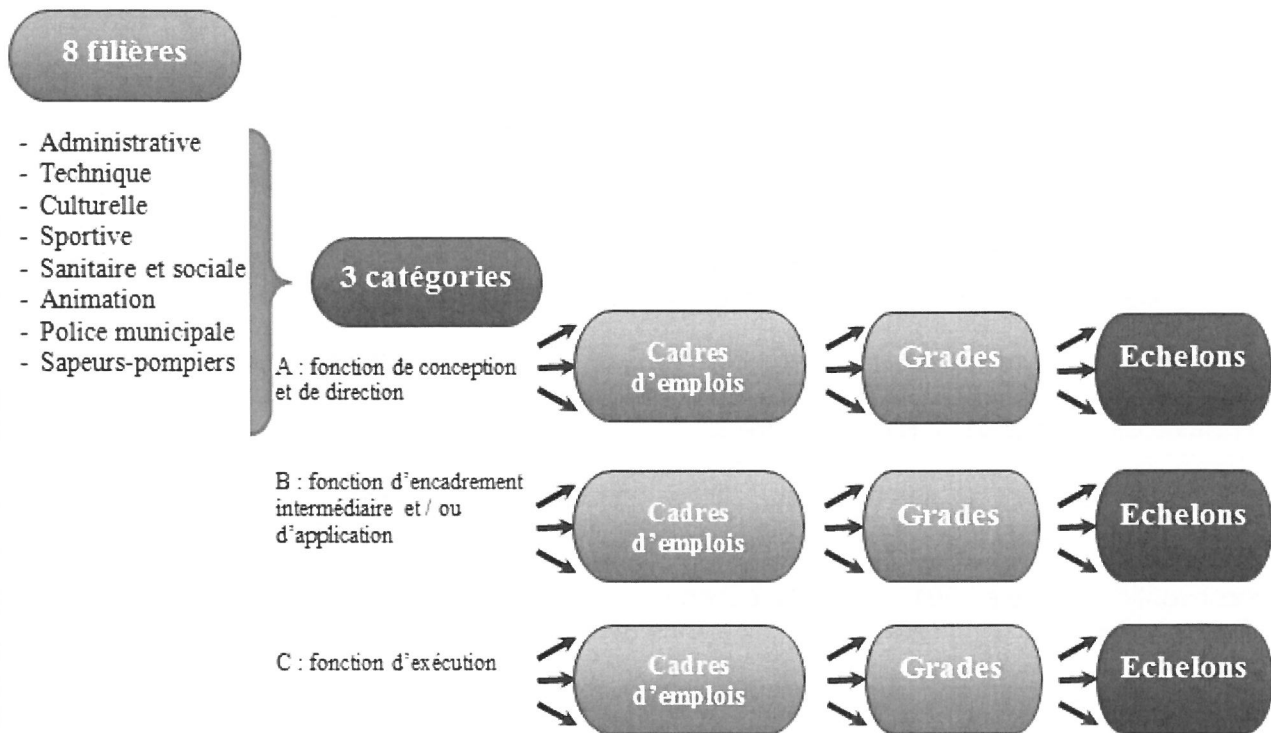 8 filières
- Administrative
- Technique
- Culturelle
- Sportive
- Sanitaire et sociale
- Animation
- Police municipale
- Sapeurs-pompiers
3 catégories
A : fonction de conception
et de direction
Cadres
d'emplois
Grades
Echelons
B : fonction d'encadrement
intermédiaire et / ou
d'application
Cadres
d'emplois
Grades
Echelons
C : fonction d'exécution
Cadres
d'emplois
Grades
Echelons